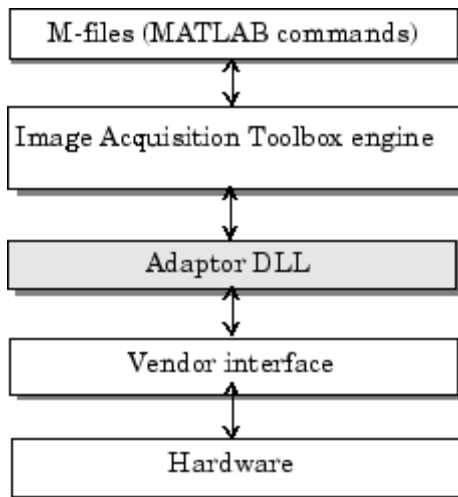 M-files (MATLAB commands)
Image Acquisition Toolbox engine
Adaptor DLL
Vendor interface
Hardware